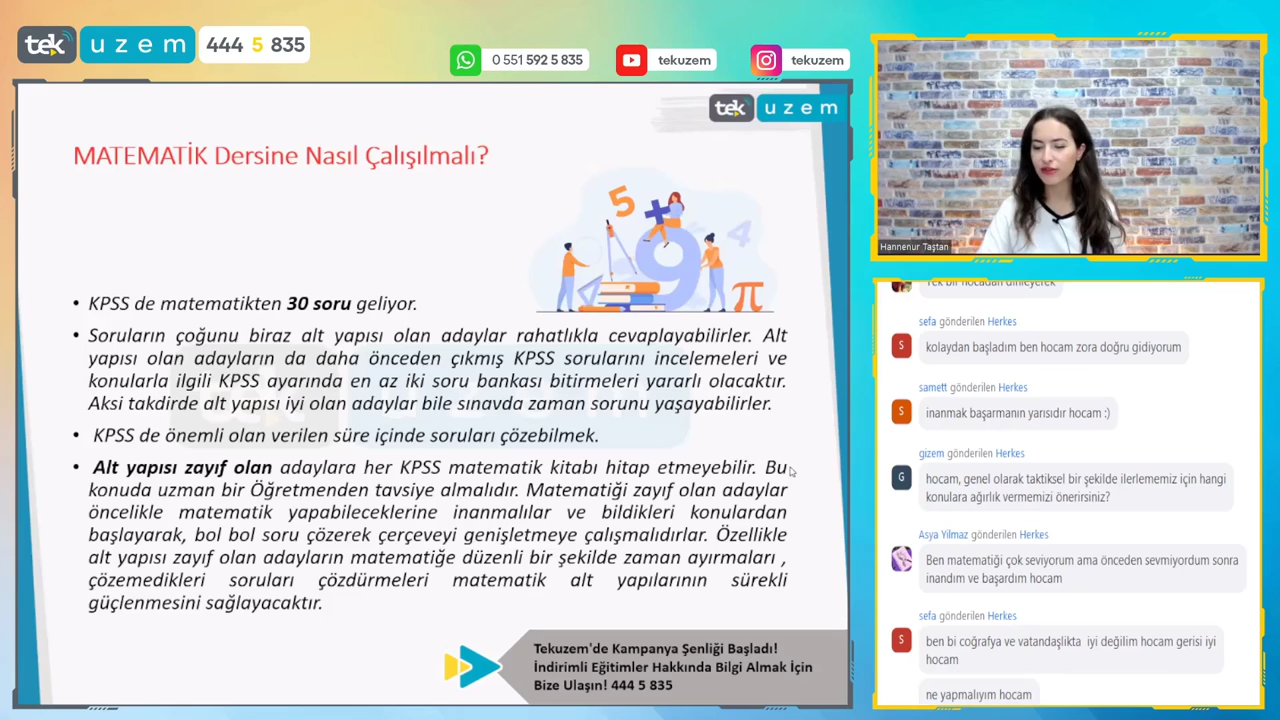 tek uzem 444 5 835
0 551 592 5 835
tekuzem
tekuzem
tek uzem
MATEMATİK Dersine Nasıl Çalışılmalı?
5
4
9
π
• KPSS de matematikten 30 soru geliyor.
• Soruların çoğunu biraz alt yapısı olan adaylar rahatlıkla cevaplayabilirler. Alt
yapısı olan adayların da daha önceden çıkmış KPSS sorularını incelemeleri ve
konularla ilgili KPSS ayarında en az iki soru bankası bitirmeleri yararlı olacaktır.
Aksi takdirde alt yapısı iyi olan adaylar bile sınavda zaman sorunu yaşayabilirler.
• KPSS de önemli olan verilen süre içinde soruları çözebilmek.
• Alt yapısı zayıf olan adaylara her KPSS matematik kitabı hitap etmeyebilir. Bu
konuda uzman bir Öğretmenden tavsiye almalıdır. Matematiği zayıf olan adaylar
öncelikle matematik yapabileceklerine inanmalılar ve bildikleri konulardan
başlayarak, bol bol soru çözerek çerçeveyi genişletmeye çalışmalıdırlar. Özellikle
alt yapısı zayıf olan adayların matematiğe düzenli bir şekilde zaman ayırmaları ,
çözemedikleri soruları çözdürmeleri matematik alt yapılarının sürekli
güçlenmesini sağlayacaktır.
Tekuzem'de Kampanya Şenliği Başladı!
İndirimli Eğitimler Hakkında Bilgi Almak İçin
Bize Ulaşın! 444 5 835
Hannenur Taştan
Tek bir hocadan dinleyerek
sefa gönderilen Herkes
S
kolaydan başladım ben hocam zora doğru gidiyorum
samett gönderilen Herkes
S
inanmak başarmanın yarısıdır hocam :)
gizem gönderilen Herkes
G
hocam, genel olarak taktiksel bir şekilde ilerlememiz için hangi
konulara ağırlık vermemizi önerirsiniz?
Asya Yilmaz gönderilen Herkes
Ben matematiği çok seviyorum ama önceden sevmıyordum sonra
inandım ve başardım hocam
sefa gönderilen Herkes
S
ben bi coğrafya ve vatandaşlıkta iyi değilim hocam gerisi iyi
hocam
ne yapmalıyım hocam